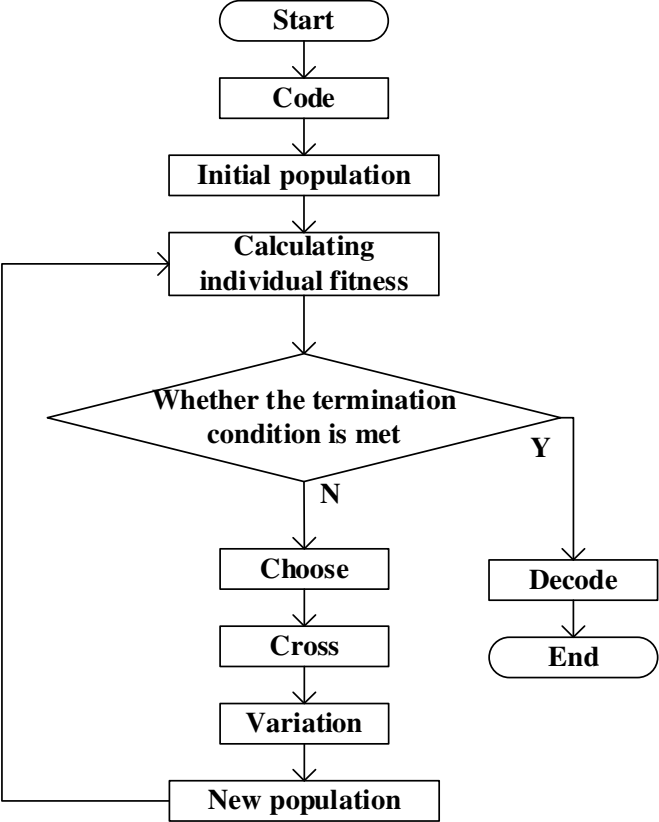 Start
Code
Initial population
Calculating
individual fitness
Whether the termination
condition is met
Y
N
Choose
Decode
Cross
End
Variation
New population